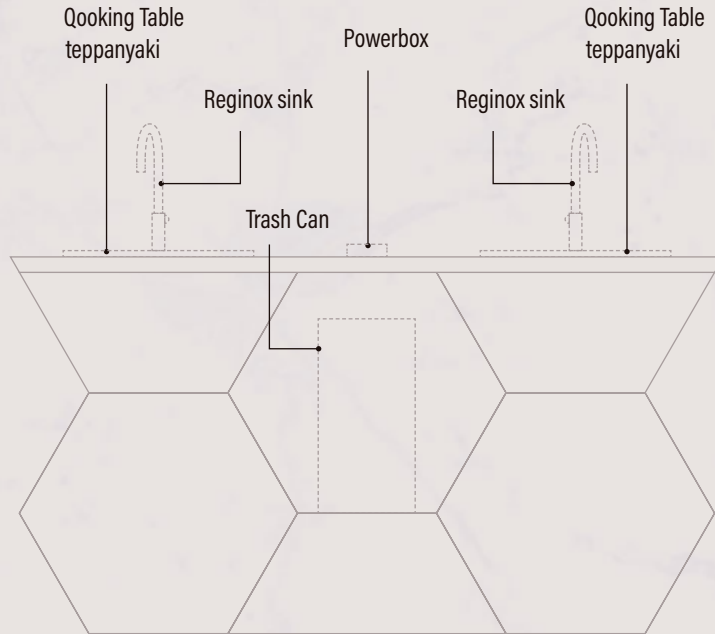 Qooking Table
teppanyaki
Powerbox
Qooking Table
teppanyaki
Reginox sink
Reginox sink
Trash Can